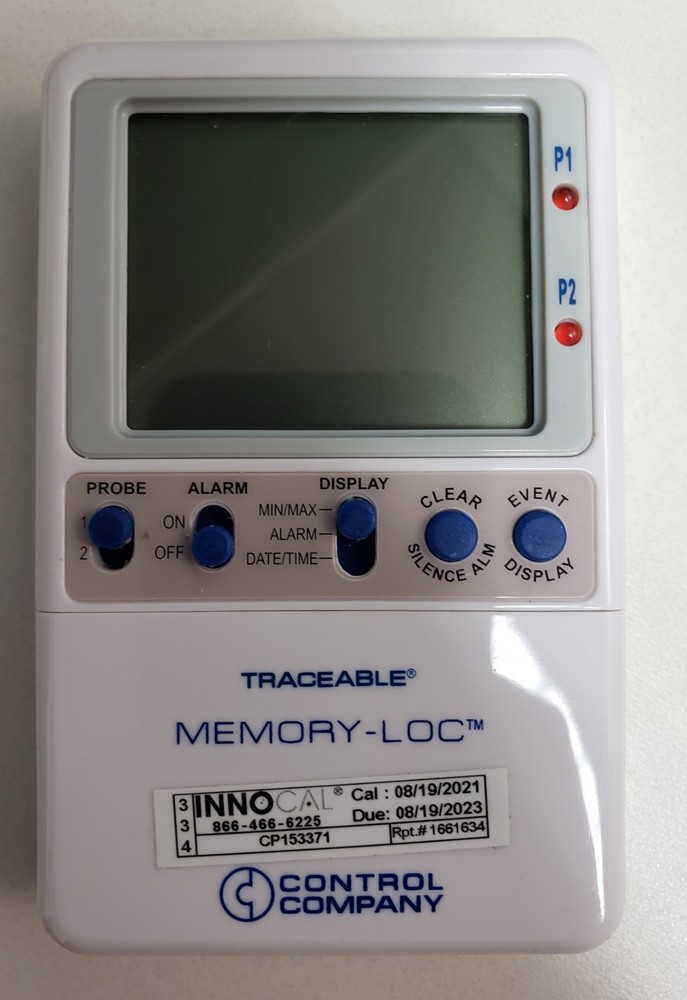 P1
P2
PROBE ALARM DISPLAY
1
2
ON
OFF
MIN/MAX
ALARM
DATE/TIME
CLEAR
SILENCE ALM
EVENT
DISPLAY
TRACEABLE®
MEMORY-LOC™
3
3
4
INNOCAL®
866-466-6225
CP153371
Cal : 08/19/2021
Due: 08/19/2023
Rpt.# 1661634
CONTROL
COMPANY